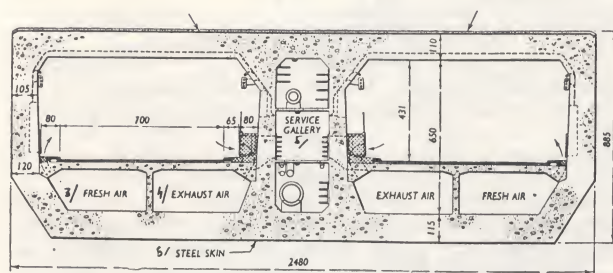 110
105
80
700
65
80
SERVICE
GALLERY
431
650
885
120
3/ FRESH AIR
4/ EXHAUST AIR
EXHAUST AIR
FRESH AIR
115
5/ STEEL SKIN
2480